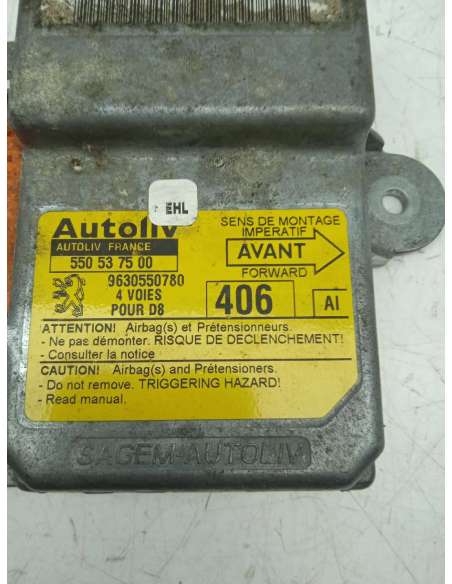 EHL
Autoliv
AUTOLIV FRANCE
550 53 75 00
9630550780
4 VOIES
POUR D8
SENS DE MONTAGE
IMPERATIF
AVANT
FORWARD
406
AI
ATTENTION! Airbag(s) et Prétensionneurs.
- Ne pas démonter. RISQUE DE DECLENCHEMENT!
- Consulter la notice
CAUTION! Airbag(s) and Prétensioners.
- Do not remove. TRIGGERING HAZARD!
- Read manual.
SAGEM-AUTOLIV